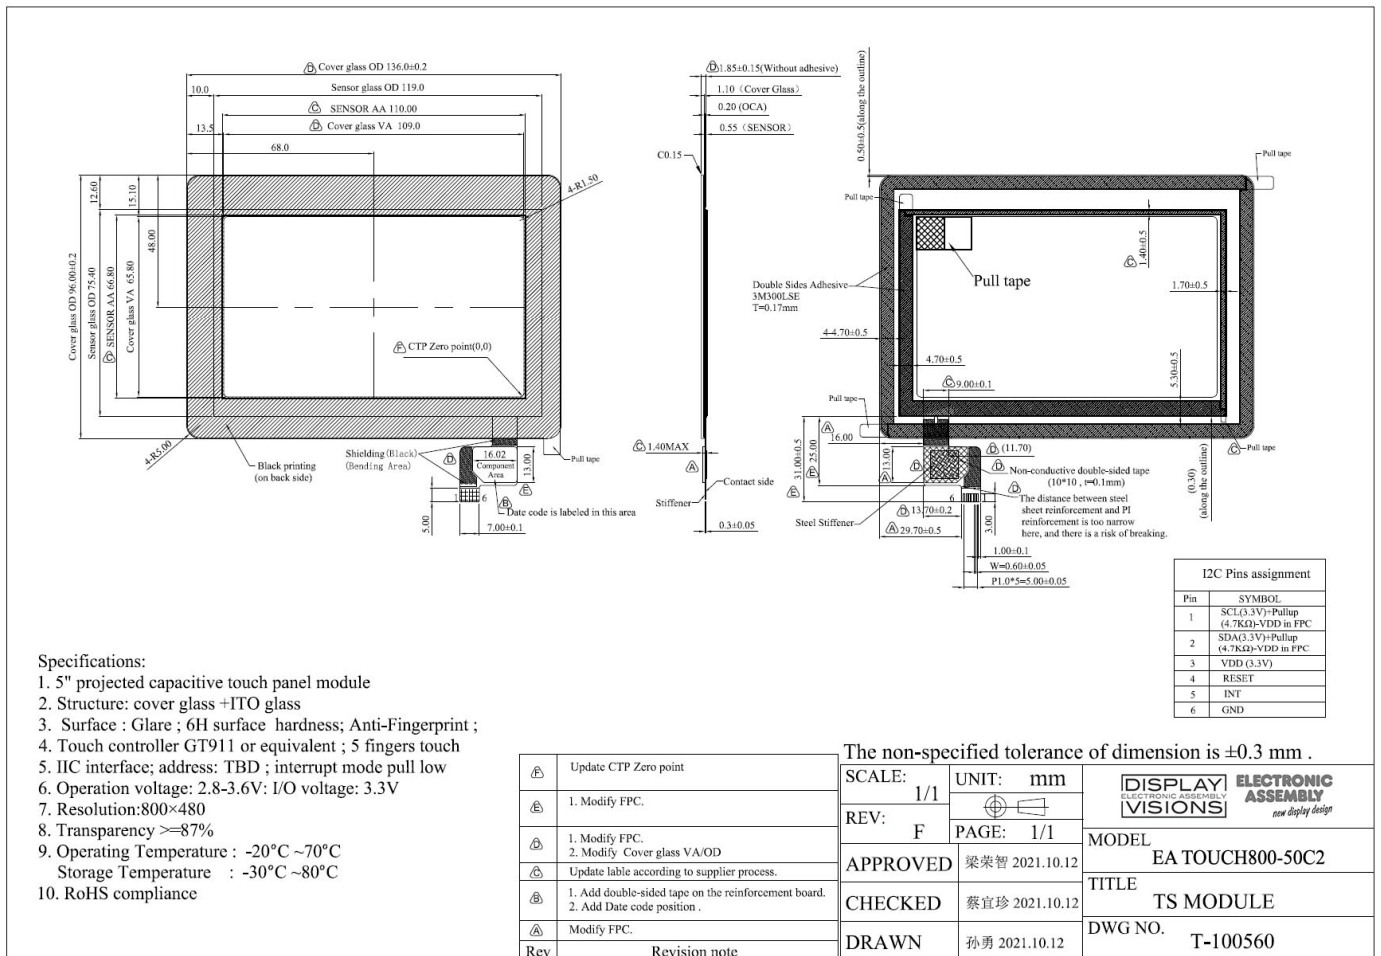 Ⓓ Cover glass OD 136.0±0.2
10.0
Sensor glass OD 119.0
Ⓒ SENSOR AA 110.00
13.5
Ⓓ Cover glass VA 109.0
68.0
4-R1.50
Cover glass OD 96.00±0.2
Sensor glass OD 75.40
Ⓒ SENSOR AA 66.80
Cover glass VA 65.80
12.60
15.10
48.00
Ⓕ CTP Zero point(0,0)
4-R5.00
Black printing
(on back side)
Shielding(Black)
(Bending Area)
Ⓓ
16.02
Component
Area
13.00
Ⓔ
Pull tape
1
6
Ⓑ
Date code is labeled in this area
5.00
7.00±0.1
Ⓓ1.85±0.15(Without adhesive)
1.10（Cover Glass）
0.20 (OCA)
0.55（SENSOR）
C0.15
Ⓒ 1.40MAX
Ⓐ
Contact side
Stiffener
0.3±0.05
0.50±0.5(along the outline)
Pull tape
Pull tape
Pull tape
Ⓒ 1.40±0.5
1.70±0.5
Double Sides Adhesive
3M300LSE
T=0.17mm
4-4.70±0.5
4.70±0.5
Ⓒ9.00±0.1
5.30±0.5
Pull tape
Ⓐ
16.00
Ⓔ 31.00±0.5
Ⓔ 25.00
Ⓐ13.00
Ⓓ
Ⓓ (11.70)
Ⓓ
Ⓒ Pull tape
Non-conductive double-sided tape
(10*10 , t=0.1mm)
Ⓓ
The distance between steel
sheet reinforcement and PI
reinforcement is too narrow
here, and there is a risk of breaking.
(0.30)
(along the outline)
6
1
Steel Stiffener
Ⓓ 13.70±0.2
Ⓐ 29.70±0.5
3.00
1.00±0.1
W=0.60±0.05
P1.0*5=5.00±0.05
I2C Pins assignment
Pin SYMBOL
1 SCL(3.3V)+Pullup
(4.7KΩ)-VDD in FPC
2 SDA(3.3V)+Pullup
(4.7KΩ)-VDD in FPC
3 VDD (3.3V)
4 RESET
5 INT
6 GND
Specifications:
1. 5" projected capacitive touch panel module
2. Structure: cover glass +ITO glass
3. Surface : Glare ; 6H surface hardness; Anti-Fingerprint ;
4. Touch controller GT911 or equivalent ; 5 fingers touch
5. IIC interface; address: TBD ; interrupt mode pull low
6. Operation voltage: 2.8-3.6V: I/O voltage: 3.3V
7. Resolution:800×480
8. Transparency >=87%
9. Operating Temperature : -20°C ~70°C
Storage Temperature : -30°C ~80°C
10. RoHS compliance
Ⓕ Update CTP Zero point
Ⓔ 1. Modify FPC.
Ⓓ 1. Modify FPC.
2. Modify Cover glass VA/OD
Ⓒ Update lable according to supplier process.
Ⓑ 1. Add double-sided tape on the reinforcement board.
2. Add Date code position .
Ⓐ Modify FPC.
Rev Revision note
The non-specified tolerance of dimension is ±0.3 mm .
SCALE: 1/1
UNIT: mm
REV: F
PAGE: 1/1
APPROVED 梁荣智 2021.10.12
CHECKED 蔡宜珍 2021.10.12
DRAWN 孙勇 2021.10.12
DISPLAY
ELECTRONIC ASSEMBLY
VISIONS
ELECTRONIC
ASSEMBLY
new display design
MODEL
EA TOUCH800-50C2
TITLE
TS MODULE
DWG NO.
T-100560